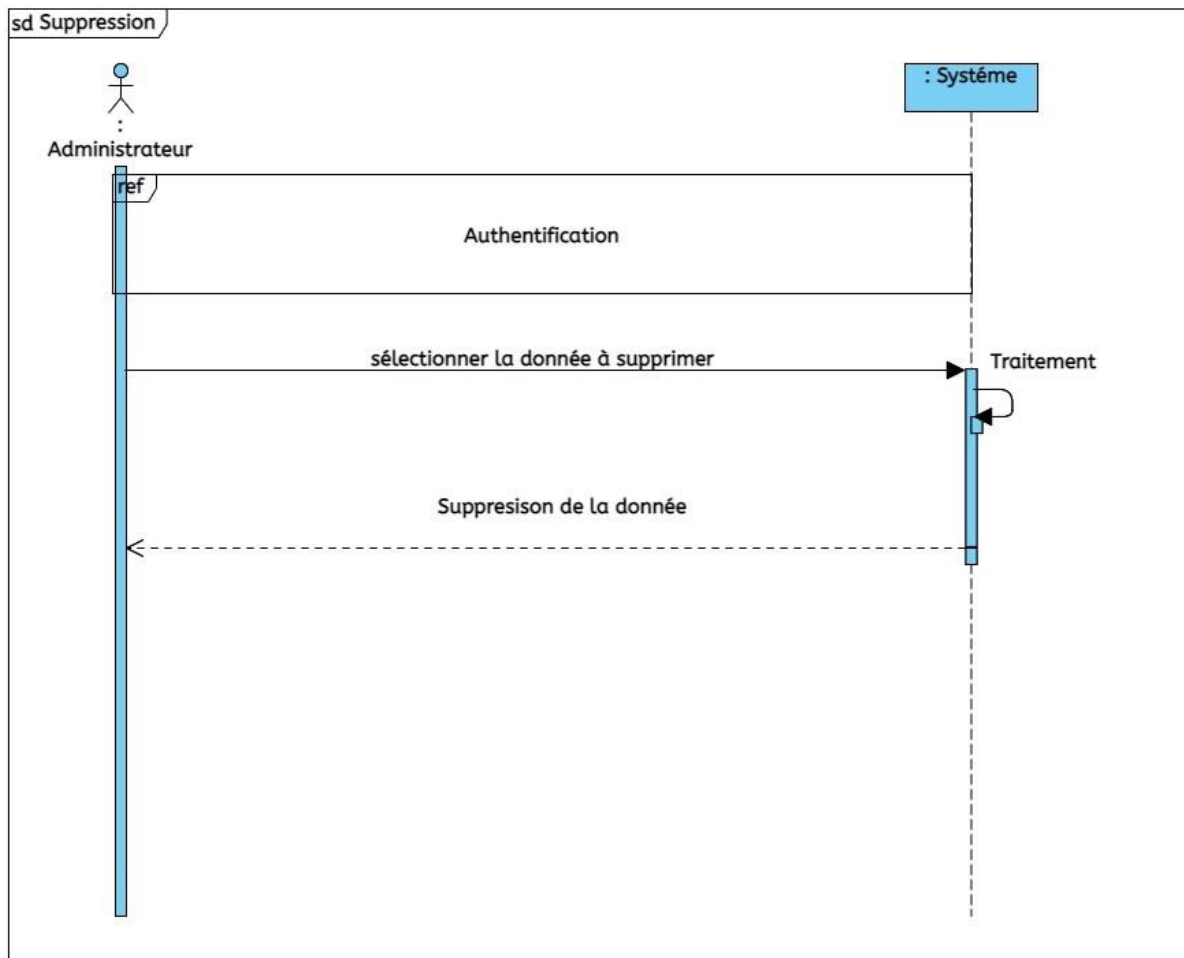 sd Suppression
: Systéme
:
Administrateur
ref
Authentification
sélectionner la donnée à supprimer
Traitement
Suppresison de la donnée